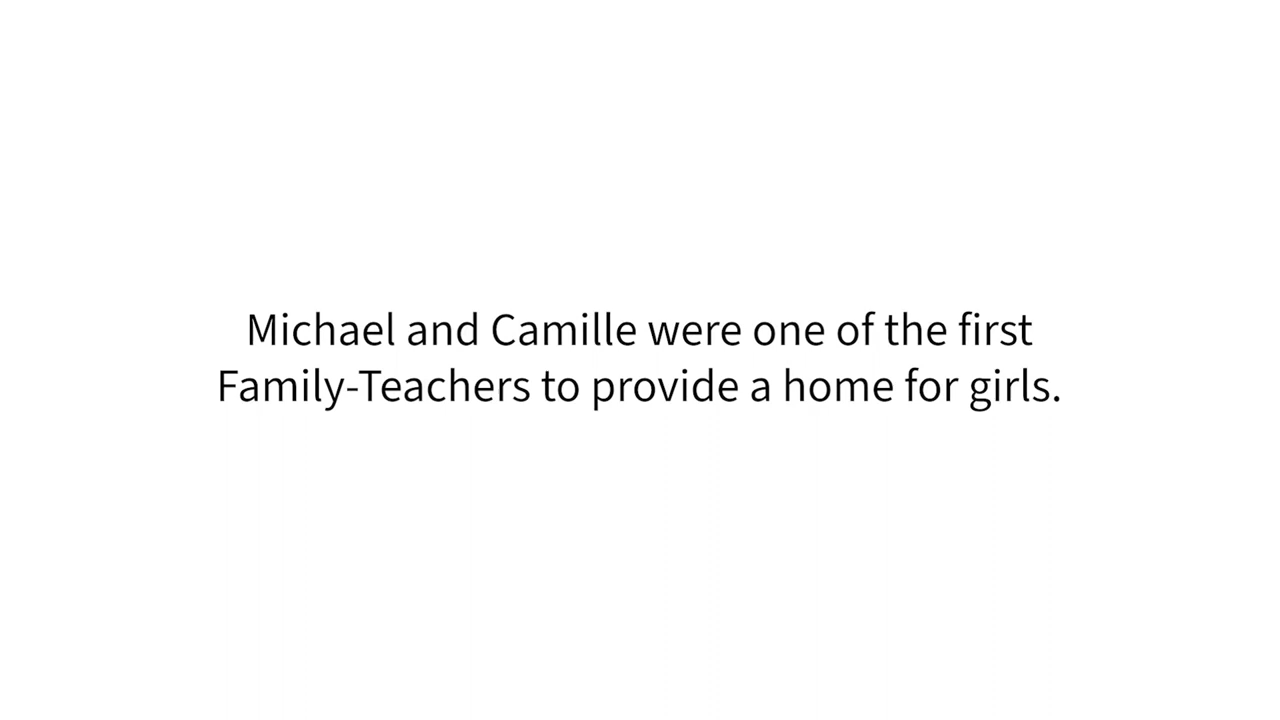 Michael and Camille were one of the first
Family-Teachers to provide a home for girls.